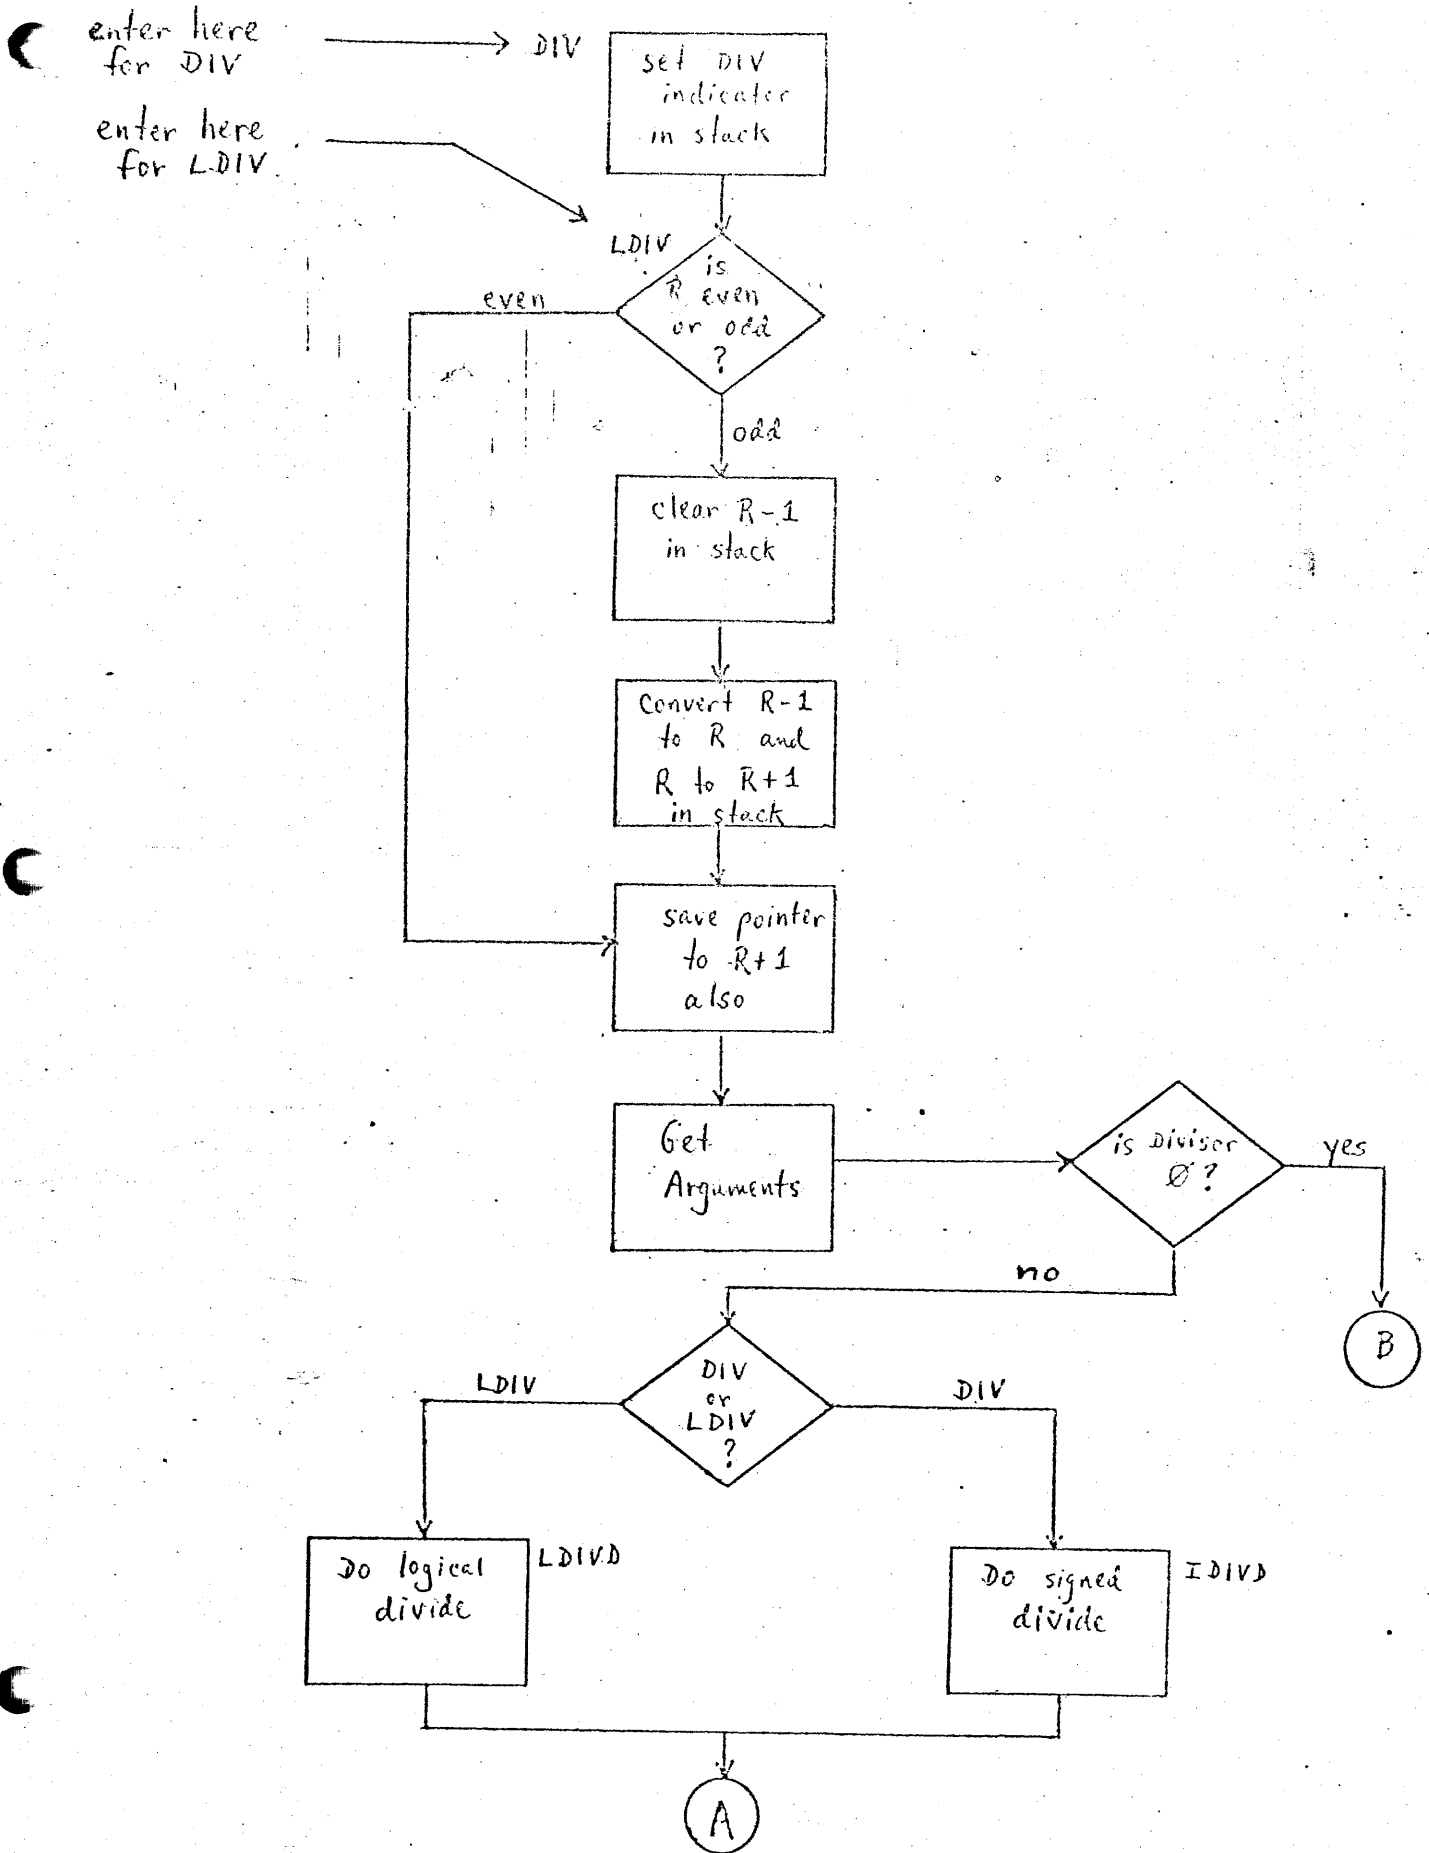 enter here
for DIV
DIV
set DIV
indicator
in stack
enter here
for LDIV
LDIV
is
R even
or odd
?
even
odd
clear R-1
in stack
Convert R-1
to R and
R to R+1
in stack
save pointer
to R+1
also
Get
Arguments
is Divisor
Ø?
yes
no
B
DIV
or
LDIV
?
LDIV
DIV
Do logical
divide
LDIVD
Do signed
divide
IDIVD
A